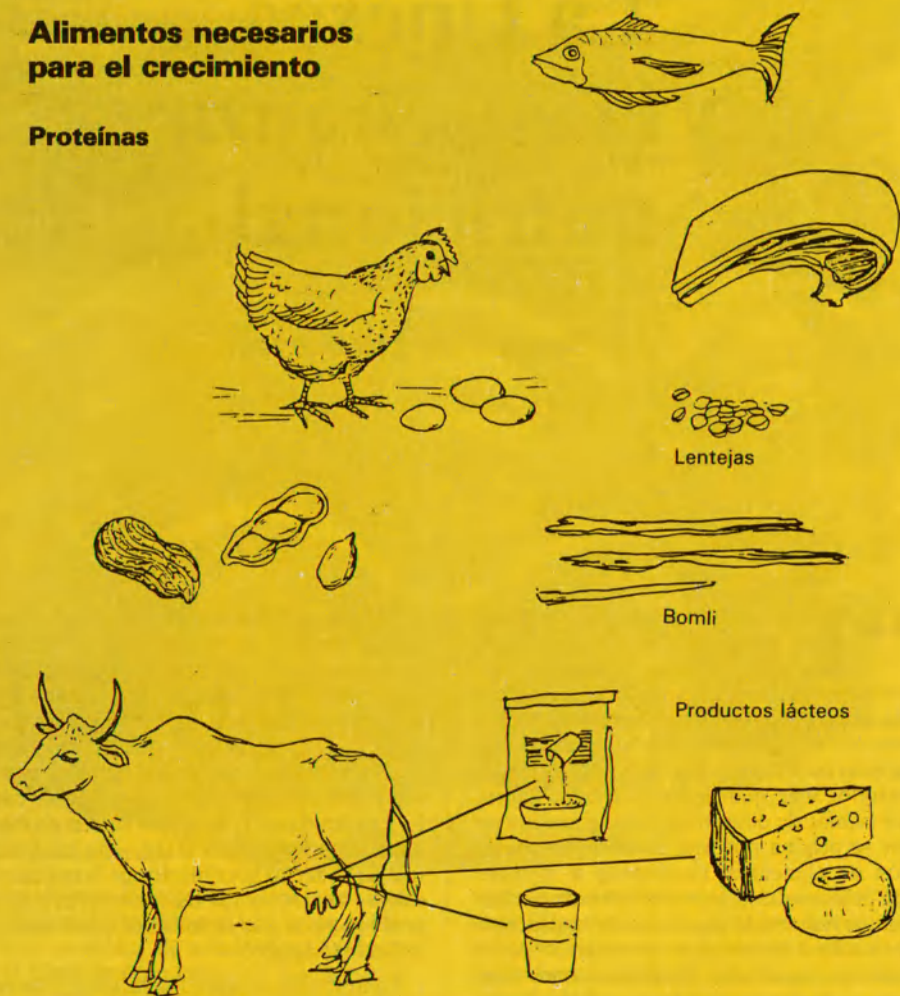 Alimentos necesarios
para el crecimiento
Proteínas
Lentejas
Bomli
Productos lácteos